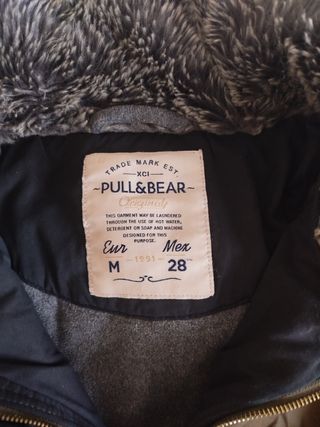 TRADE MARK EST.
XCI
~PULL&BEAR~
Originals
THIS GARMENT MAY BE LAUNDERED
THROUGH THE USE OF HOT WATER,
DETERGENT OR SOAP AND MACHINE
DESIGNED FOR THIS
PURPOSE.
Eur Mex
1991
M 28